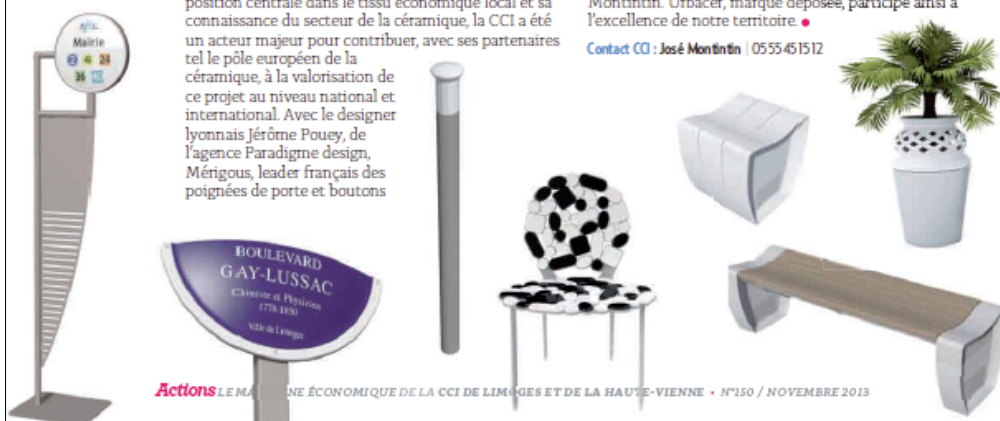 position centrale dans le tissu économique local et sa
connaissance du secteur de la céramique, la CCI a été
un acteur majeur pour contribuer, avec ses partenaires
tel le pôle européen de la
céramique, à la valorisation de
ce projet au niveau national et
international. Avec le designer
lyonnais Jérôme Pouey, de
l'agence Paradigme design,
Mérigous, leader français des
poignées de porte et boutons
Montintin. Urbacer, marque déposée, participe ainsi à
l'excellence de notre territoire.
Contact CCI : José Montintin | 0555451512
Mairie
2 4 24
36
BOULEVARD
GAY-LUSSAC
Chimiste et Physicien
1778-1850
Ville de Limoges
Actions LE MA NE ÉCONOMIQUE DE LA CCI DE LIMOGES ET DE LA HAUTE-VIENNE • N°150 / NOVEMBRE 2013